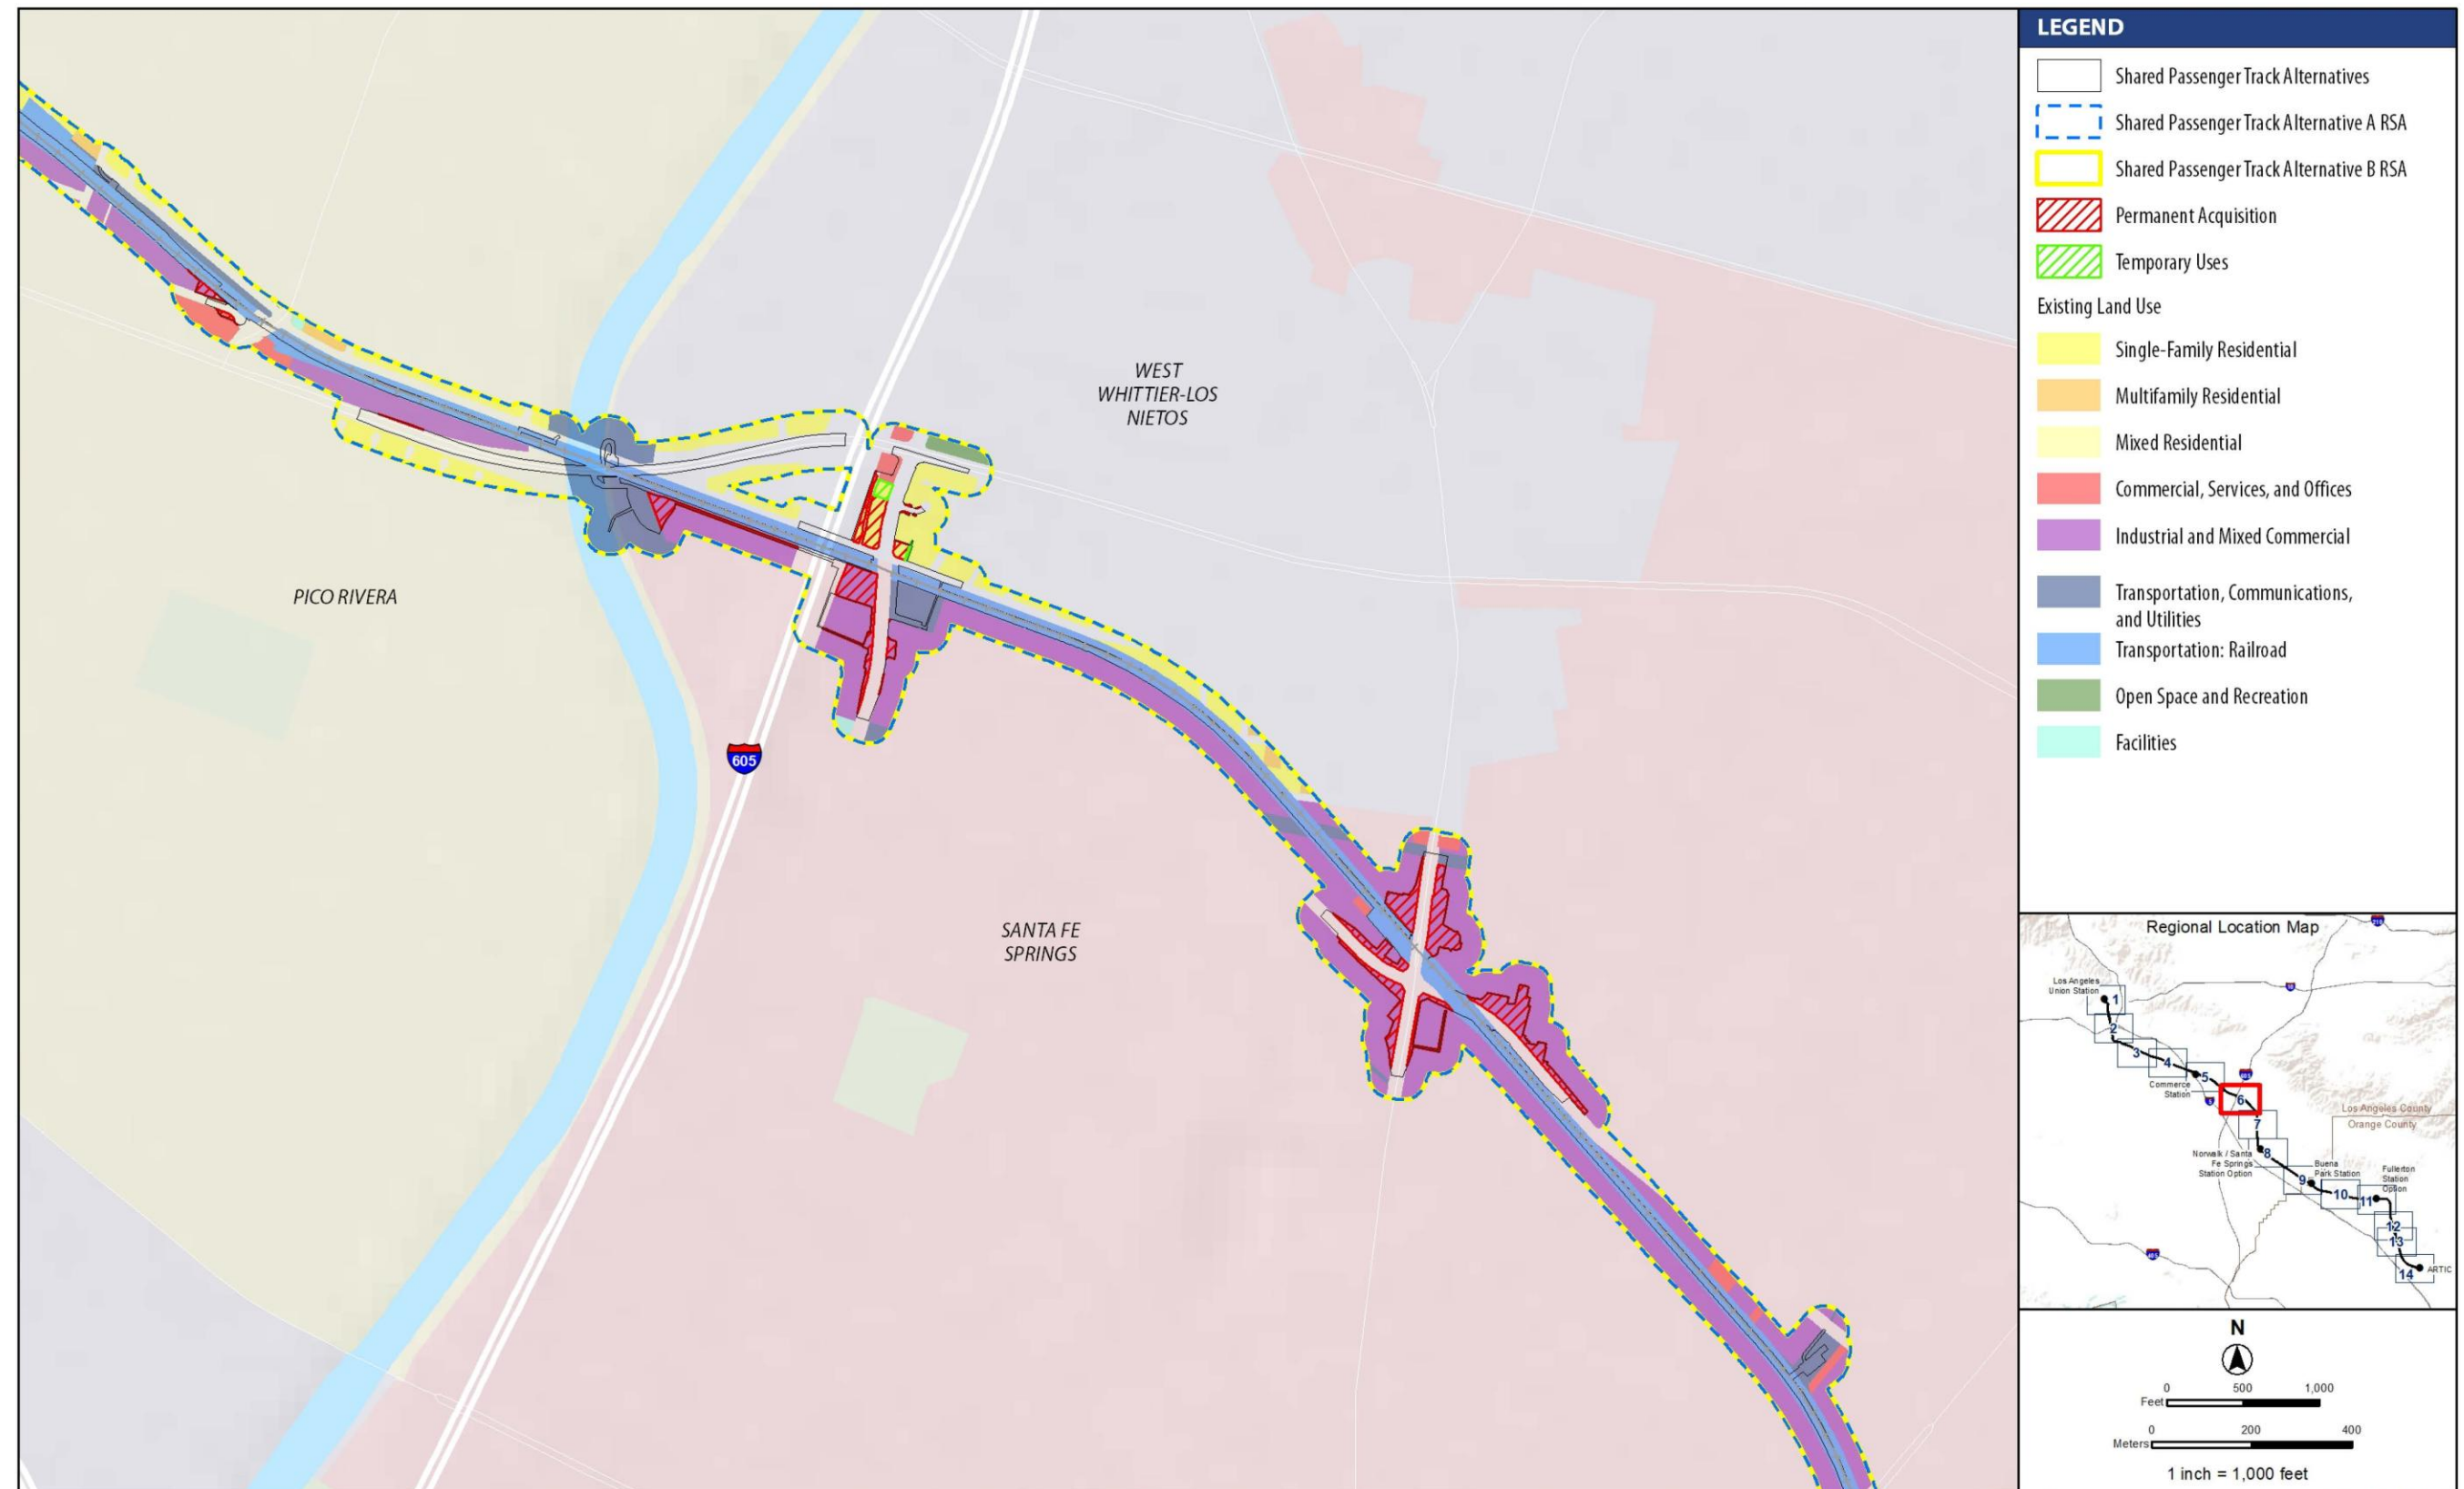 WEST
WHITTIER-LOS
NIETOS
PICO RIVERA
605
SANTA FE
SPRINGS
LEGEND
Shared Passenger Track Alternatives
Shared Passenger Track Alternative A RSA
Shared Passenger Track Alternative B RSA
Permanent Acquisition
Temporary Uses
Existing Land Use
Single-Family Residential
Multifamily Residential
Mixed Residential
Commercial, Services, and Offices
Industrial and Mixed Commercial
Transportation, Communications,
and Utilities
Transportation: Railroad
Open Space and Recreation
Facilities
Regional Location Map
Los Angeles
Union Station
1
2
3
4
5
Commerce
Station
605
5
6
Los Angeles County
Orange County
7
8
Norwalk / Santa
Fe Springs
Station Option
9
Buena
Park Station
Fullerton
Station
Option
10
11
12
13
14
ARTIC
N
0 500 1,000
Feet
0 200 400
Meters
1 inch = 1,000 feet